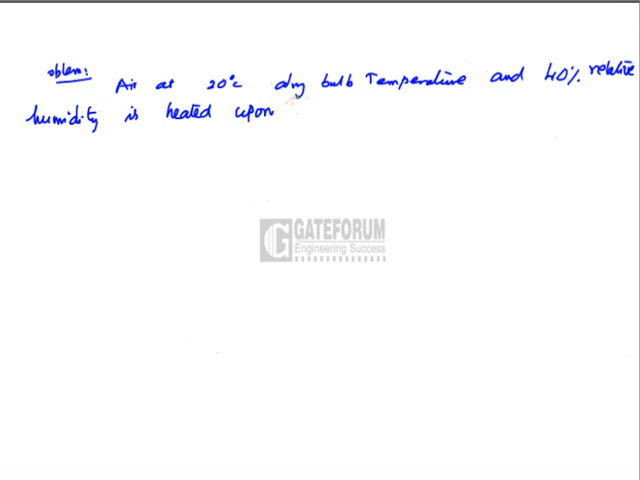 oblem:
Air at 20°c dry bulb Temperature and 40% relative
humidity is heated upon
GATEFORUM
Engineering Success